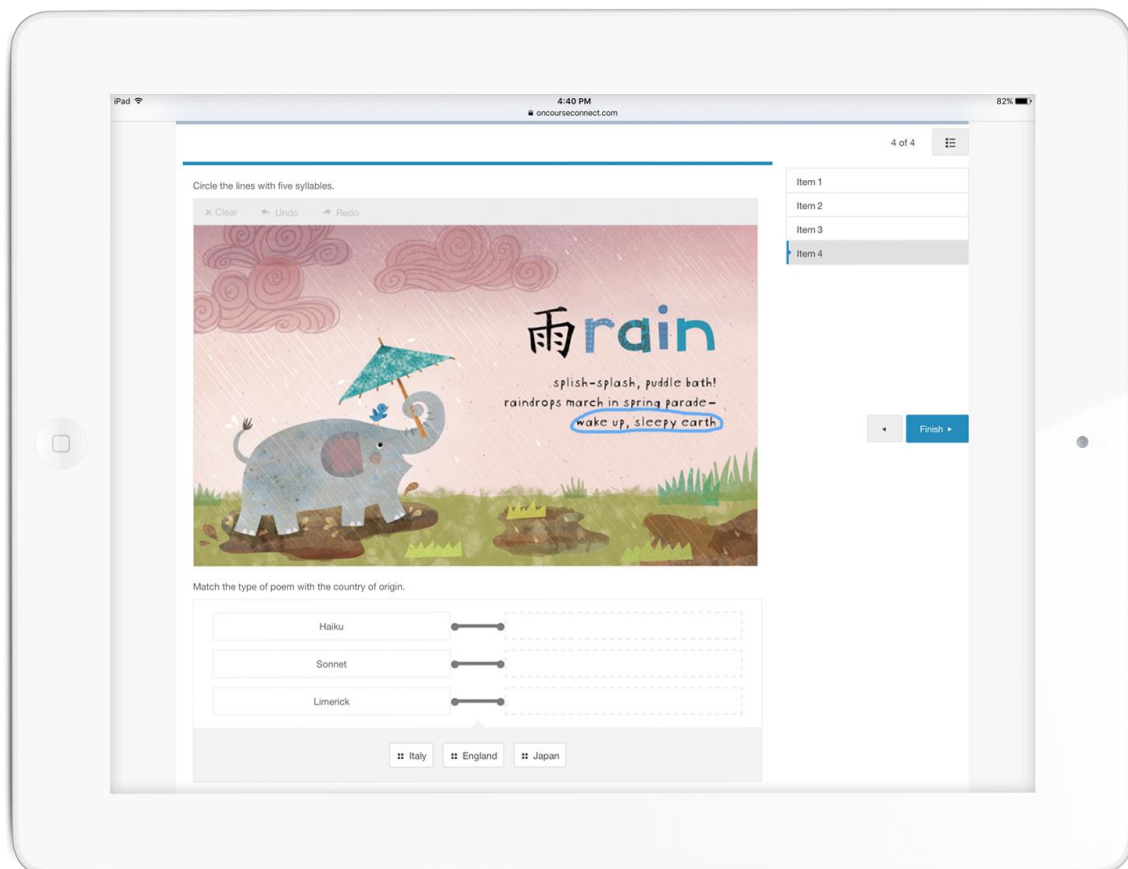 iPad
4:40 PM
82%
oncourseconnect.com
4 of 4
Circle the lines with five syllables.
Clear
Undo
Redo
雨rain
splish-splash, puddle bath!
raindrops march in spring parade—
wake up, sleepy earth
Item 1
Item 2
Item 3
Item 4
Finish
Match the type of poem with the country of origin.
Haiku
Sonnet
Limerick
Italy
England
Japan